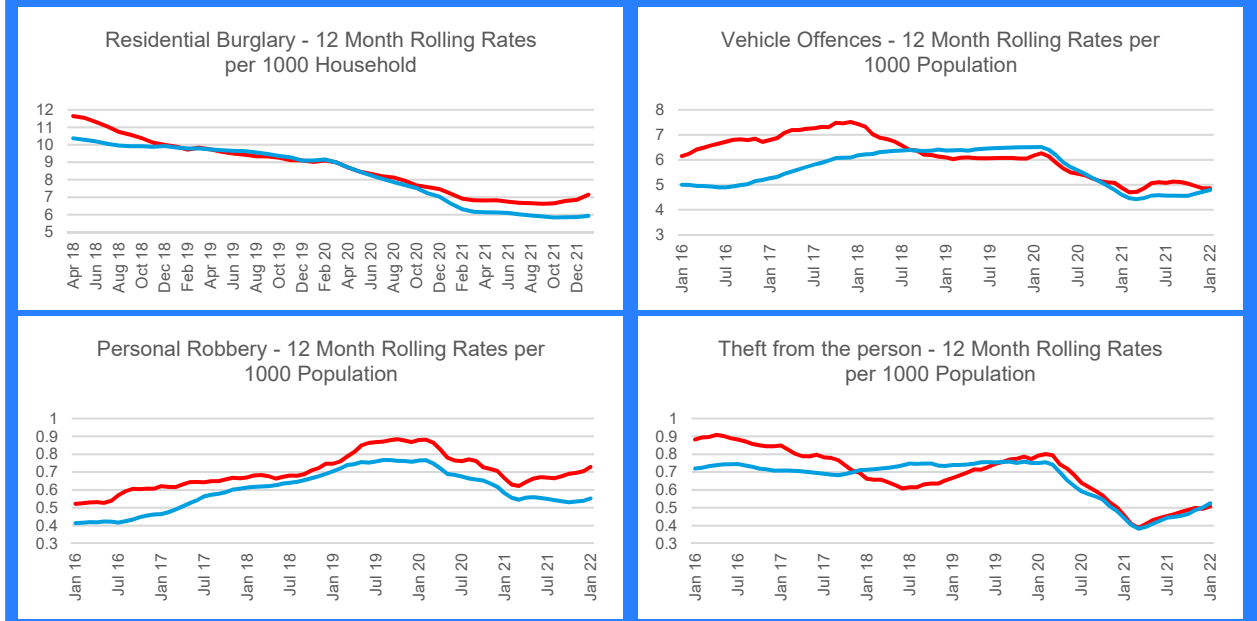 Residential Burglary - 12 Month Rolling Rates
per 1000 Household
12
11
10
9
8
7
6
5
Apr 18
Jun 18
Aug 18
Oct 18
Dec 18
Feb 19
Apr 19
Jun 19
Aug 19
Oct 19
Dec 19
Feb 20
Apr 20
Jun 20
Aug 20
Oct 20
Dec 20
Feb 21
Apr 21
Jun 21
Aug 21
Oct 21
Dec 21
Vehicle Offences - 12 Month Rolling Rates per
1000 Population
8
7
6
5
4
3
Jan 16
Jul 16
Jan 17
Jul 17
Jan 18
Jul 18
Jan 19
Jul 19
Jan 20
Jul 20
Jan 21
Jul 21
Jan 22
Personal Robbery - 12 Month Rolling Rates per
1000 Population
1
0.9
0.8
0.7
0.6
0.5
0.4
0.3
Jan 16
Jul 16
Jan 17
Jul 17
Jan 18
Jul 18
Jan 19
Jul 19
Jan 20
Jul 20
Jan 21
Jul 21
Jan 22
Theft from the person - 12 Month Rolling Rates
per 1000 Population
1
0.9
0.8
0.7
0.6
0.5
0.4
0.3
Jan 16
Jul 16
Jan 17
Jul 17
Jan 18
Jul 18
Jan 19
Jul 19
Jan 20
Jul 20
Jan 21
Jul 21
Jan 22